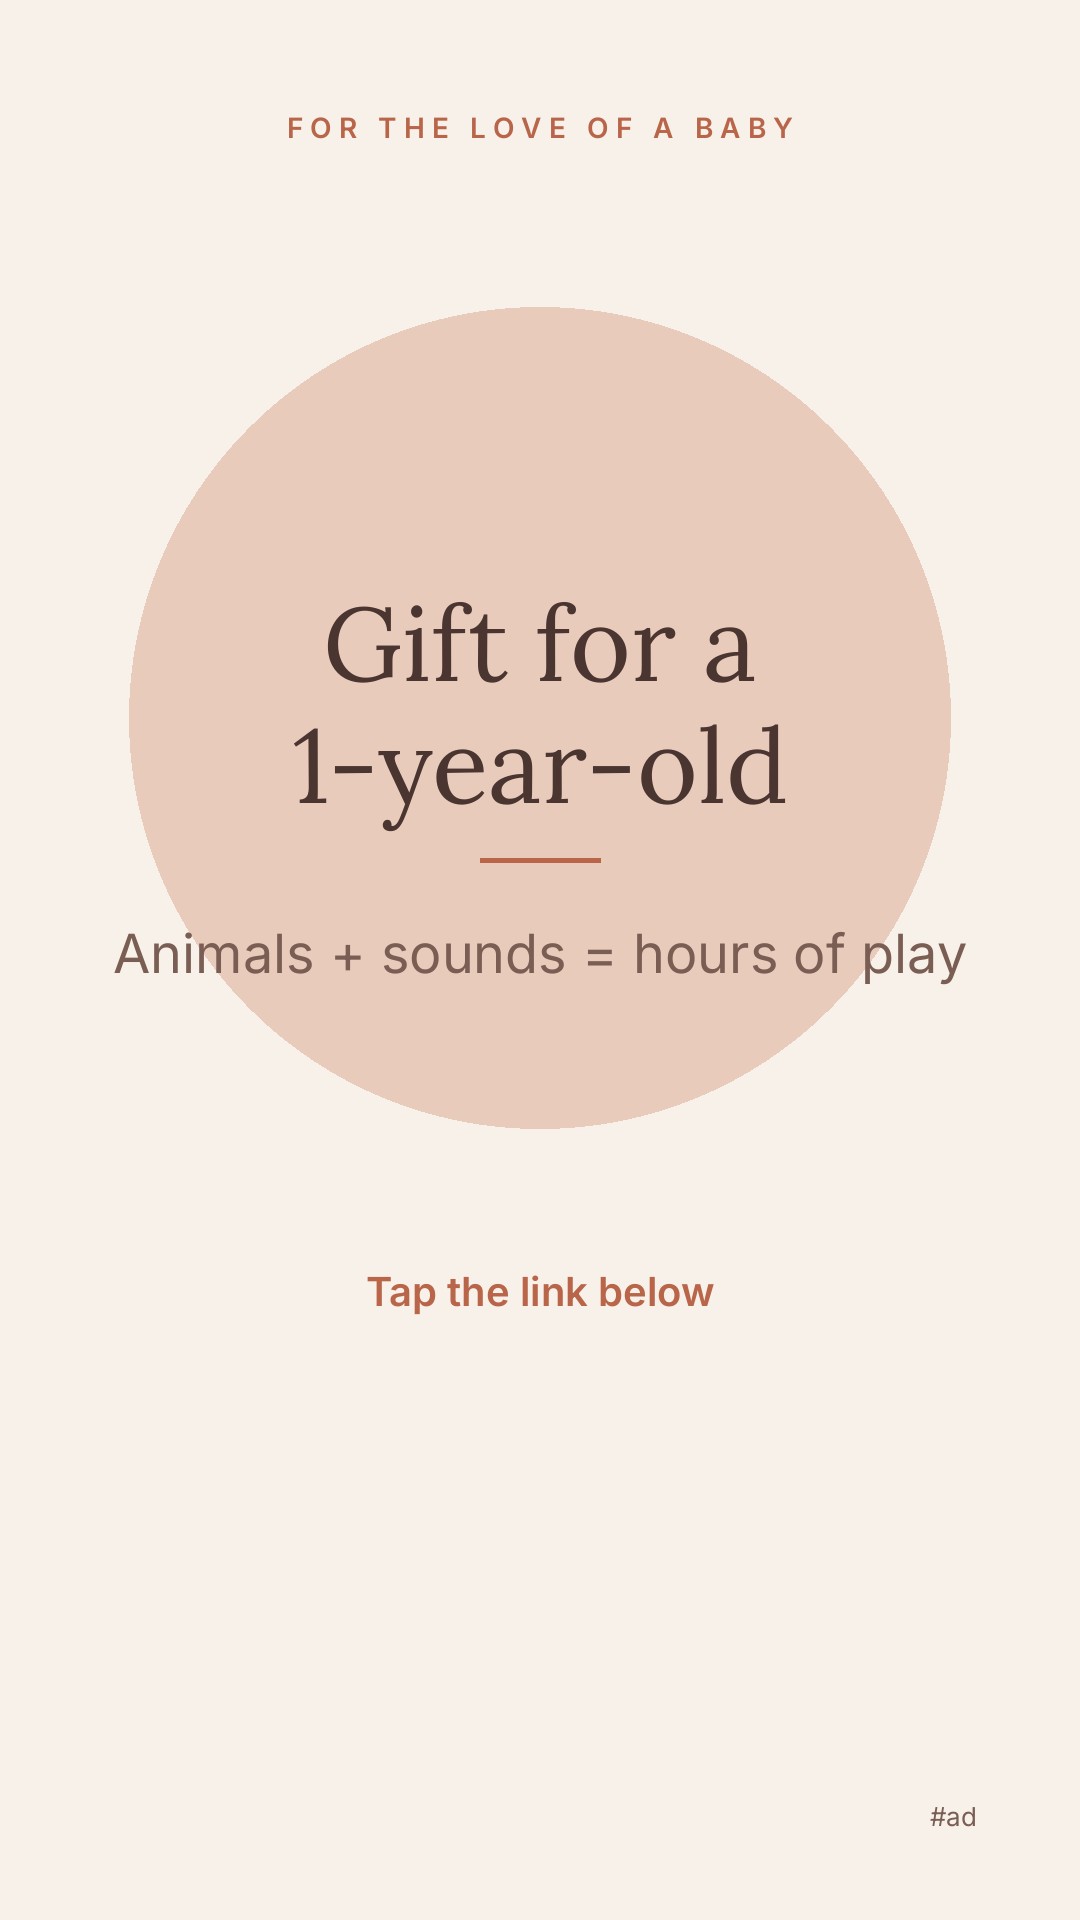 FOR THE LOVE OF A BABY
Gift for a
1-year-old
Animals + sounds = hours of play
Tap the link below
#ad